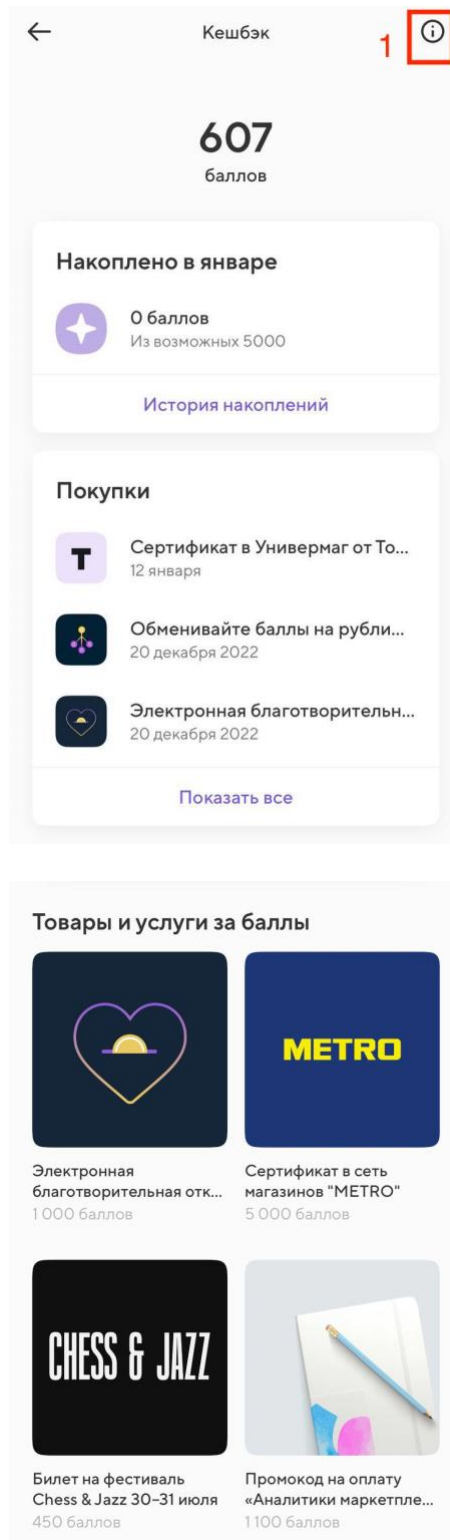 Кешбэк
1
607
баллов
Накоплено в январе
0 баллов
Из возможных 5000
История накоплений
Покупки
Т
Сертификат в Универмаг от То...
12 января
Обменивайте баллы на рубли...
20 декабря 2022
Электронная благотворительн...
20 декабря 2022
Показать все
Товары и услуги за баллы
METRO
Электронная
благотворительная отк...
1 000 баллов
Сертификат в сеть
магазинов "METRO"
5 000 баллов
CHESS & JAZZ
Билет на фестиваль
Chess & Jazz 30–31 июля
450 баллов
Промокод на оплату
«Аналитики маркетпле...
1 100 баллов